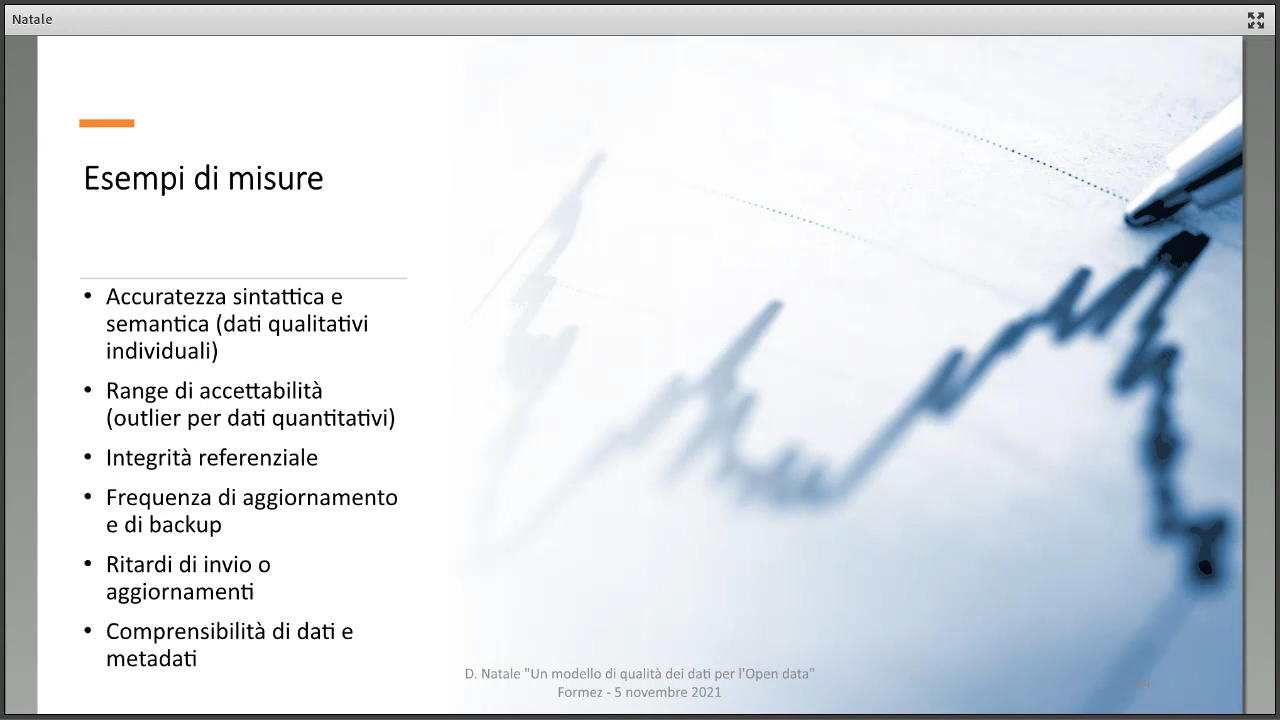 Natale
Esempi di misure
• Accuratezza sintattica e
semantica (dati qualitativi
individuali)
• Range di accettabilità
(outlier per dati quantitativi)
• Integrità referenziale
• Frequenza di aggiornamento
e di backup
• Ritardi di invio o
aggiornamenti
• Comprensibilità di dati e
metadati
D. Natale "Un modello di qualità dei dati per l'Open data"
Formez - 5 novembre 2021